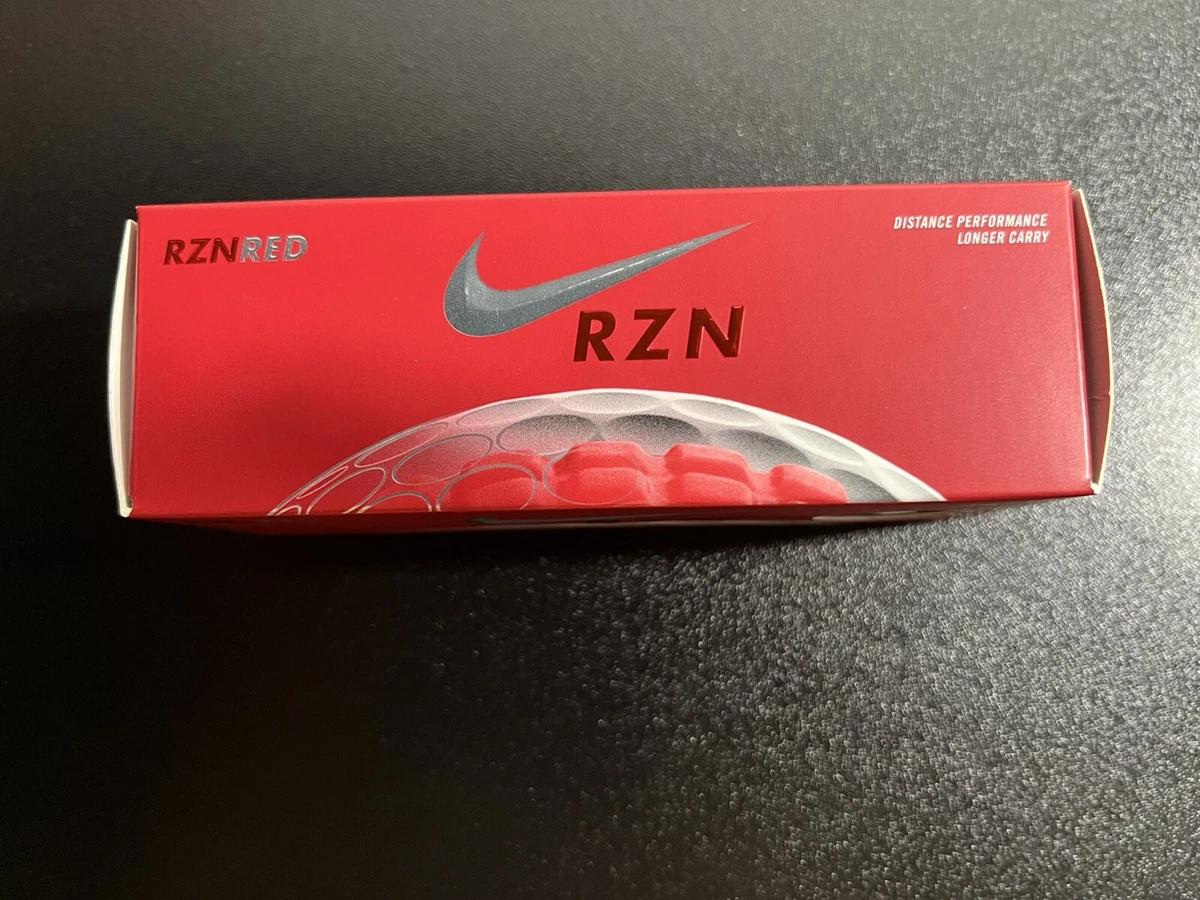 RZNRED
DISTANCE PERFORMANCE
LONGER CARRY
RZN